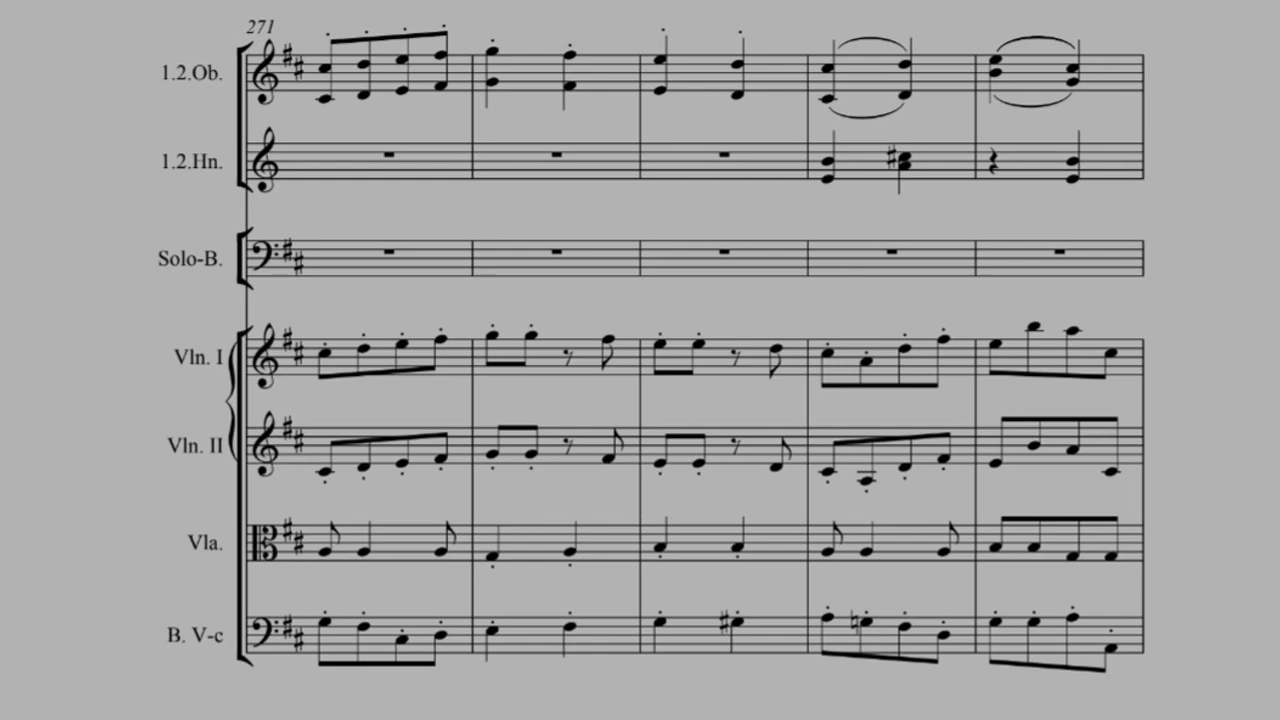 271
1.2.Ob.
1.2.Hn.
Solo-B.
Vln. I
Vln. II
Vla.
B. V-c